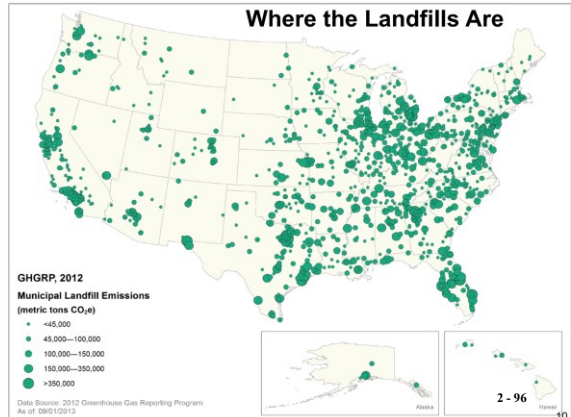 Where the Landfills Are
GHGRP, 2012
Municipal Landfill Emissions
(metric tons CO₂e)
<45,000
45,000—100,000
100,000—150,000
150,000—350,000
>350,000
Data Source: 2012 Greenhouse Gas Reporting Program
As of: 09/01/2013
Alaska
2 - 96
Hawaii
10